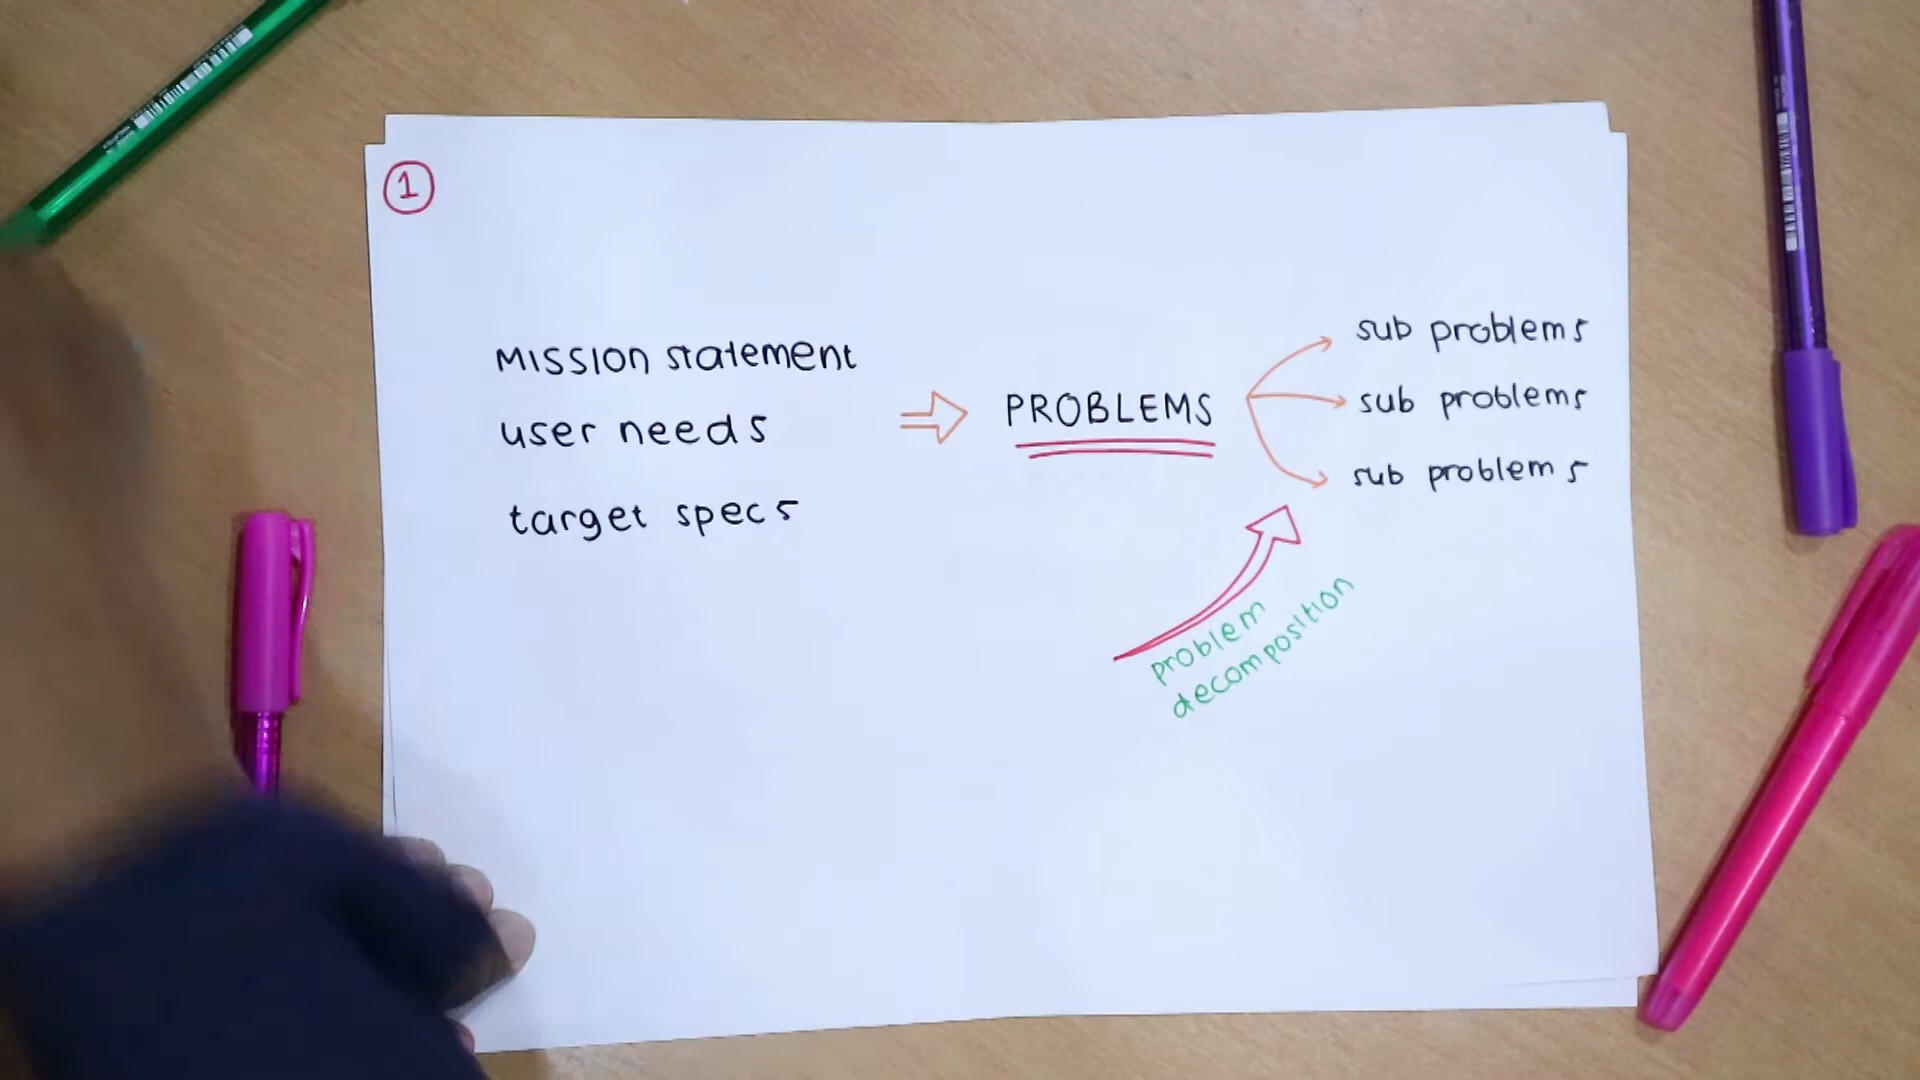 1
MISSION statement
user needs
target specs
PROBLEMS
sub problems
sub problems
sub problems
problem
decomposition